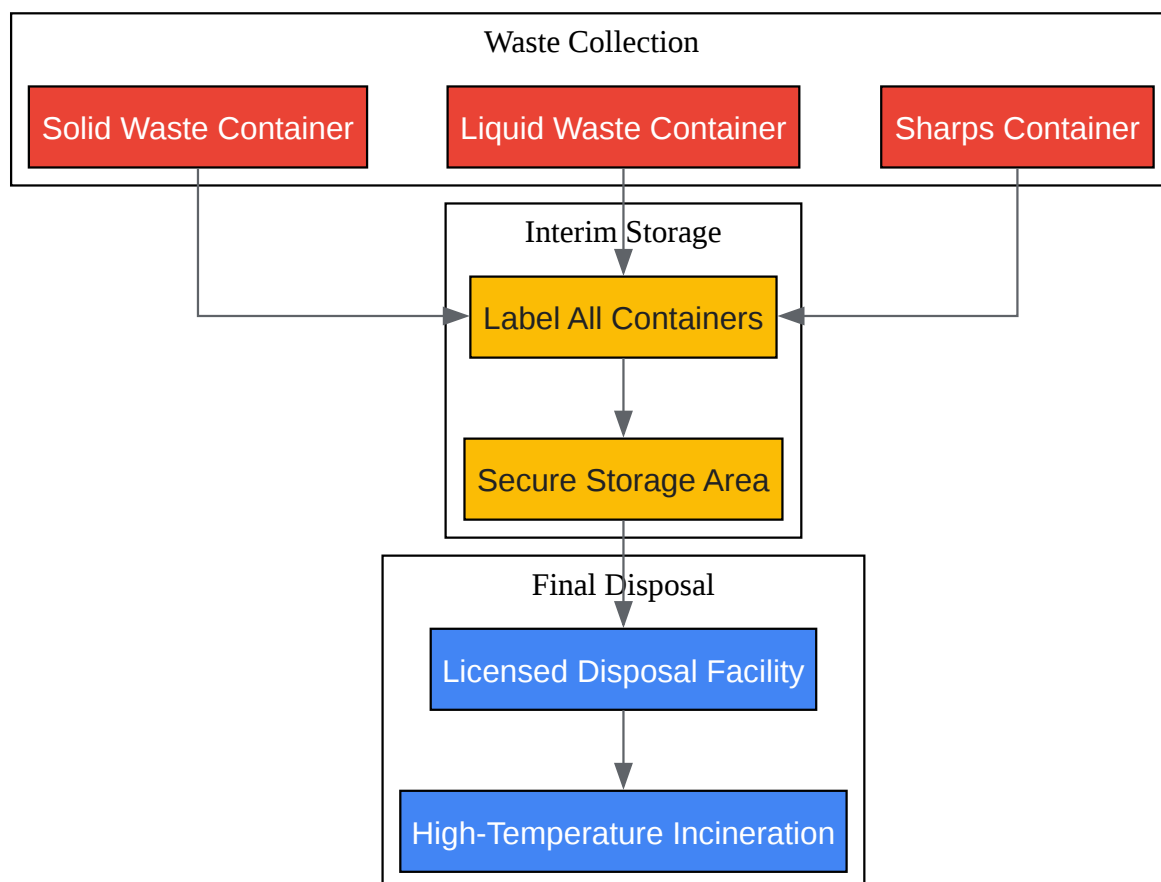 Waste Collection
Solid Waste Container
Liquid Waste Container
Sharps Container
Interim Storage
Label All Containers
Secure Storage Area
Final Disposal
Licensed Disposal Facility
High-Temperature Incineration